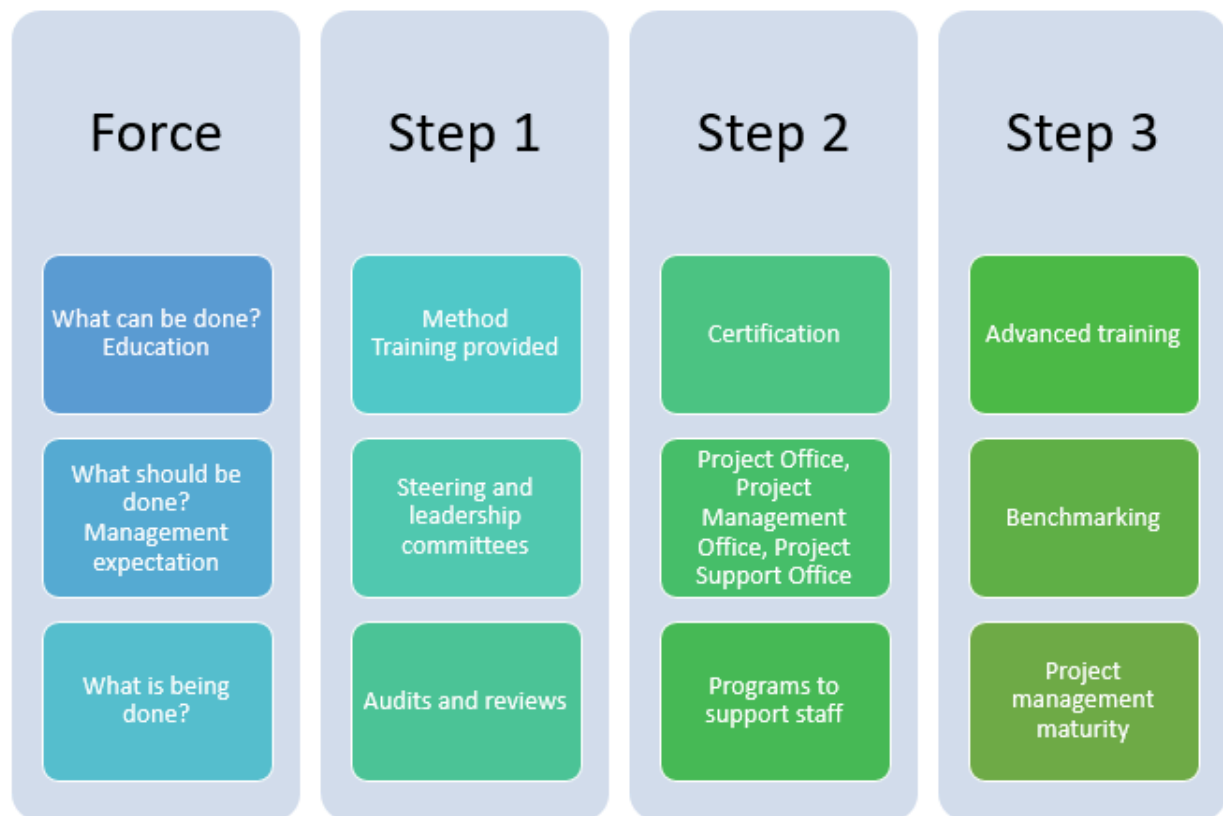 Force
What can be done?
Education
What should be
done?
Management
expectation
What is being
done?
Step 1
Method
Training provided
Steering and
leadership
committees
Audits and reviews
Step 2
Certification
Project Office,
Project
Management
Office, Project
Support Office
Programs to
support staff
Step 3
Advanced training
Benchmarking
Project
management
maturity